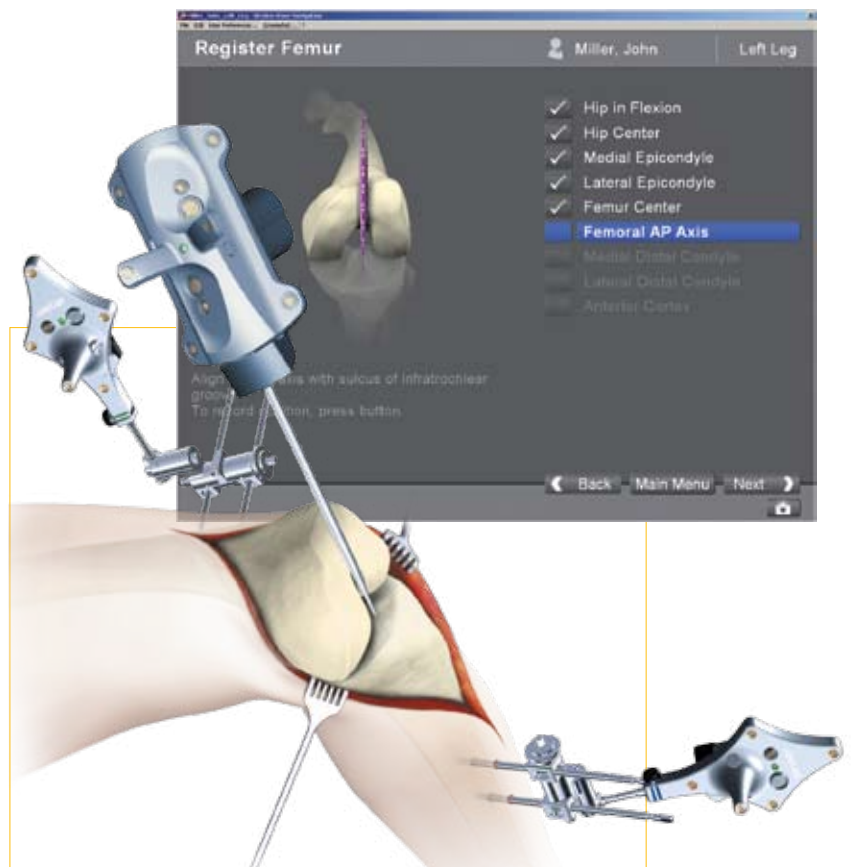 Register Femur
Miller, John
Left Leg
Hip in Flexion
Hip Center
Medial Epicondyle
Lateral Epicondyle
Femur Center
Femoral AP Axis
Medial Distal Condyle
Lateral Distal Condyle
Anterior Cortex
Align axis with sulcus of infratrochlear
To record position, press button.
Back Main Menu Next